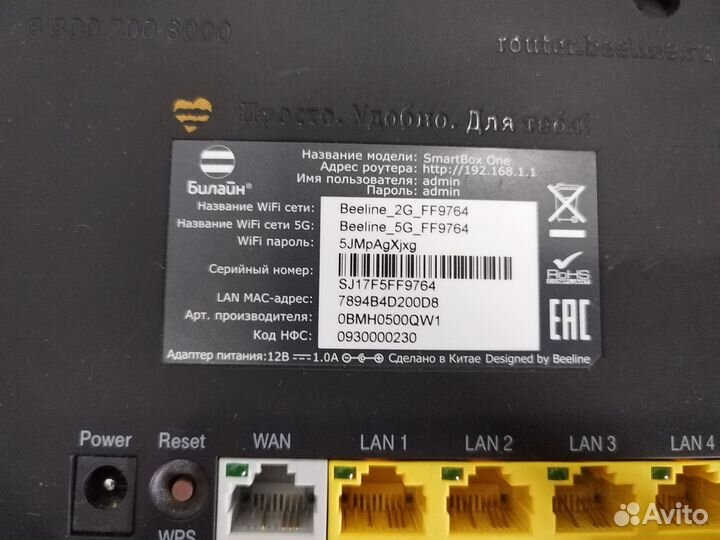 8 800 700 8000
router.beeline.ru
Просто. Удобно. Для тебя!
Билайн®
Название модели: SmartBox One
Адрес роутера: http://192.168.1.1
Имя пользователя: admin
Пароль: admin
Название WiFi сети: Beeline_2G_FF9764
Название WiFi сети 5G: Beeline_5G_FF9764
WiFi пароль: 5JMpAgXjxg
Серийный номер:
SJ17F5FF9764
LAN MAC-адрес: 7894B4D200D8
Арт. производителя: 0BMH0500QW1
Код НФС: 0930000230
RoHS
COMPLIANT
EAC
Адаптер питания:12В 1.0А Сделано в Китае Designed by Beeline
Power Reset WAN LAN 1 LAN 2 LAN 3 LAN 4
WPS
Avito